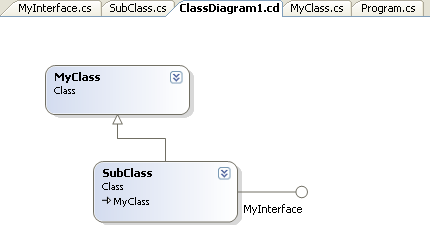 MyInterface.cs SubClass.cs ClassDiagram1.cd MyClass.cs Program.cs
MyClass
Class
SubClass
Class
MyClass
MyInterface